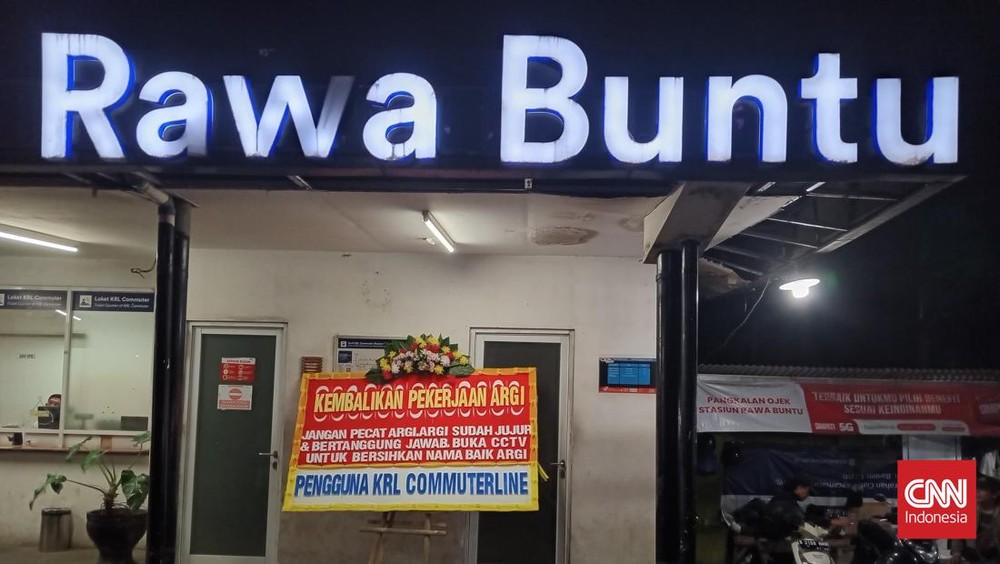 Rawa Buntu
Loket KRL Commuter
Loket KRL Commuter
KEMBALIKAN PEKERJAAN ARGI
JANGAN PECAT ARGI.ARGI SUDAH JUJUR
& BERTANGGUNG JAWAB. BUKA CCTV
UNTUK BERSIHKAN NAMA BAIK ARGI
PENGGUNA KRL COMMUTERLINE
PANGKALAN OJEK
STASIUN RAWA BUNTU
TERBAIK UNTUKMU PILIH BENEFIT
SESUAI KEINGINANMU
5G
CNN
Indonesia